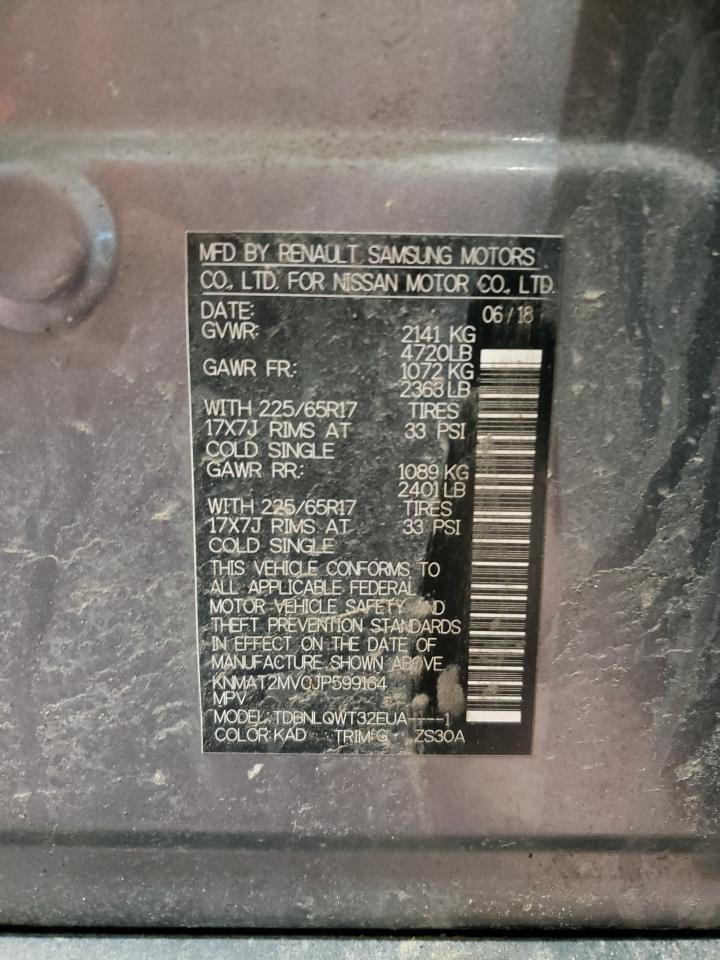 MFD BY RENAULT SAMSUNG MOTORS
CO., LTD. FOR NISSAN MOTOR CO., LTD.
DATE: 06/18
GVWR: 2141 KG
4720LB
GAWR FR: 1072 KG
2363 LB
WITH 225/65R17 TIRES
17X7J RIMS AT 33 PSI
COLD SINGLE
GAWR RR: 1089 KG
2401 LB
WITH 225/65R17 TIRES
17X7J RIMS AT 33 PSI
COLD SINGLE
THIS VEHICLE CONFORMS TO
ALL APPLICABLE FEDERAL
MOTOR VEHICLE SAFETY AND
THEFT PREVENTION STANDARDS
IN EFFECT ON THE DATE OF
MANUFACTURE SHOWN ABOVE.
KNMAT2MV0JP599164
MPV
MODEL: TDBNLQWT32EUA----1
COLOR: KAD TRIM: G ZS30A